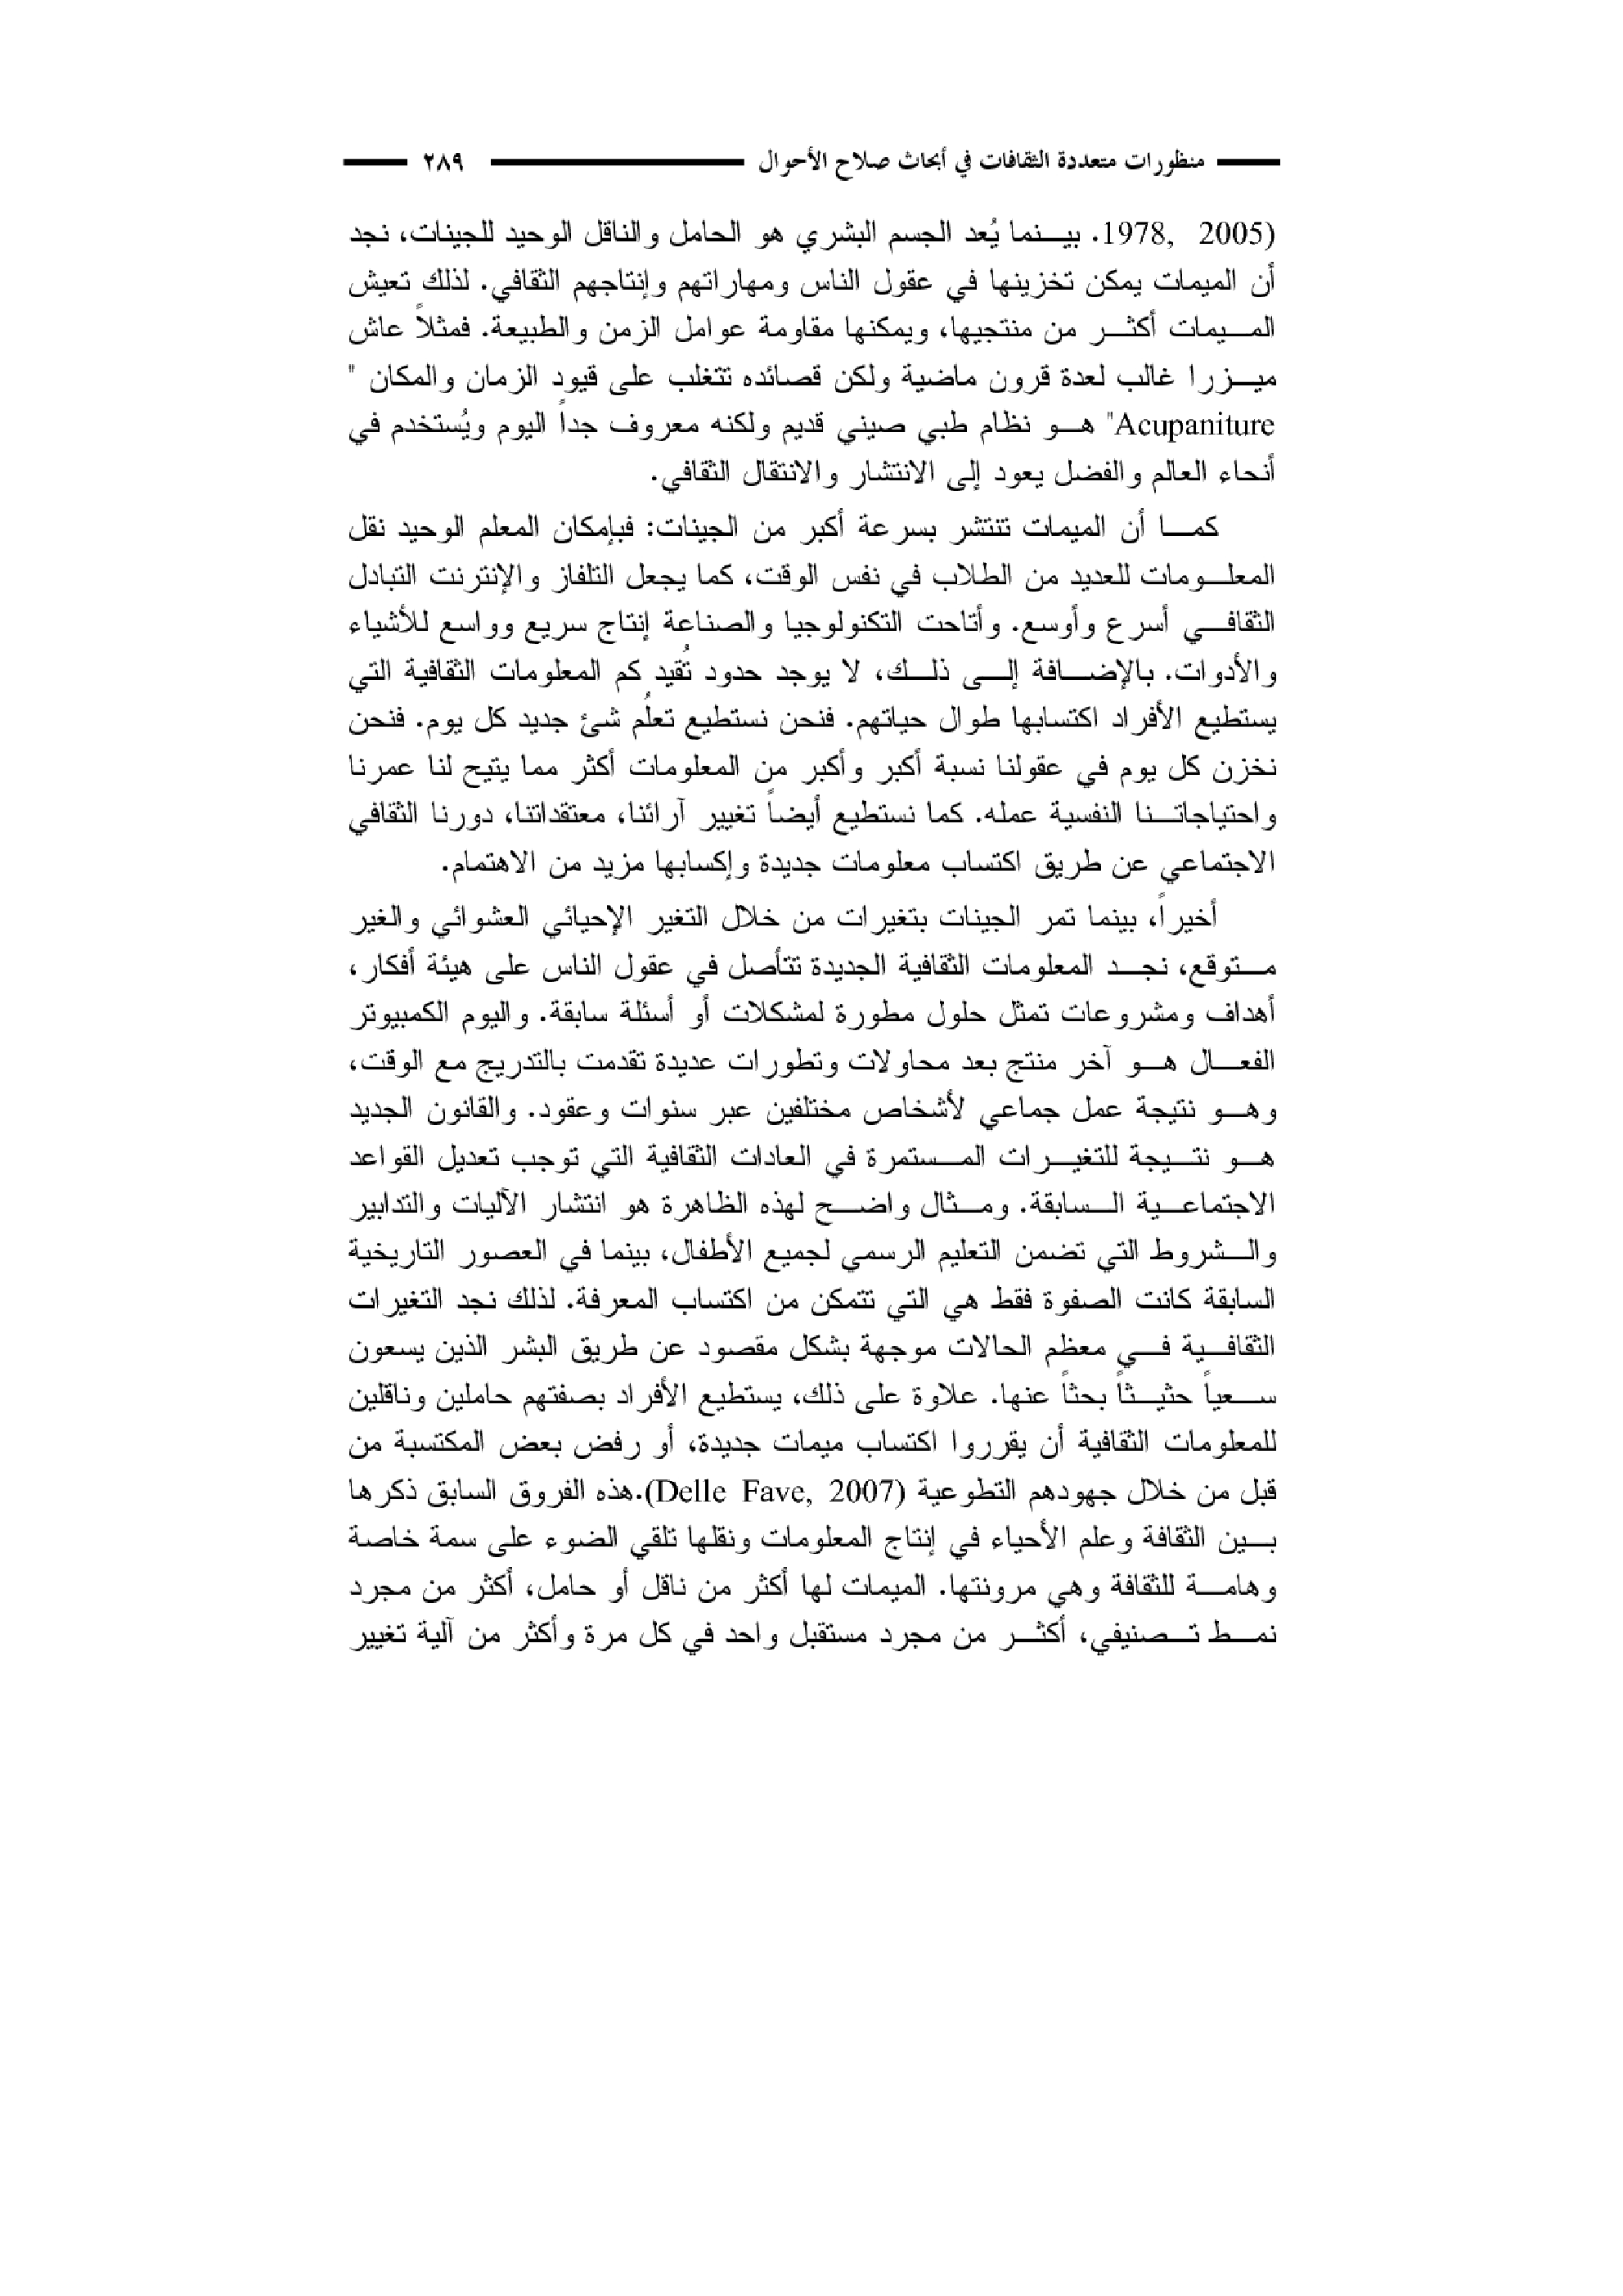 منظورات متعددة الثقافات في أبحاث صلاح الأحوال ٢٨٩
(1978, 2005. بينما يُعد الجسم البشري هو الحامل والناقل الوحيد للجينات، نجد
أن الميمات يمكن تخزينها في عقول الناس ومهاراتهم وإنتاجهم الثقافي. لذلك تعيش
الميمات أكثر من منتجيها، ويمكنها مقاومة عوامل الزمن والطبيعة. فمثلاً عاش
ميزرا غالب لعدة قرون ماضية ولكن قصائده تتغلب على قيود الزمان والمكان "
Acupaniture" هو نظام طبي صيني قديم ولكنه معروف جداً اليوم ويُستخدم في
أنحاء العالم والفضل يعود إلى الانتشار والانتقال الثقافي.
كما أن الميمات تنتشر بسرعة أكبر من الجينات: فبإمكان المعلم الوحيد نقل
المعلومات للعديد من الطلاب في نفس الوقت، كما يجعل التلفاز والإنترنت التبادل
الثقافي أسرع وأوسع. وأتاحت التكنولوجيا والصناعة إنتاج سريع وواسع للأشياء
والأدوات. بالإضافة إلى ذلك، لا يوجد حدود تُقيد كم المعلومات الثقافية التي
يستطيع الأفراد اكتسابها طوال حياتهم. فنحن نستطيع تعلُم شئ جديد كل يوم. فنحن
نخزن كل يوم في عقولنا نسبة أكبر وأكبر من المعلومات أكثر مما يتيح لنا عمرنا
واحتياجاتنا النفسية عمله. كما نستطيع أيضاً تغيير آرائنا، معتقداتنا، دورنا الثقافي
الاجتماعي عن طريق اكتساب معلومات جديدة وإكسابها مزيد من الاهتمام.
أخيراً، بينما تمر الجينات بتغيرات من خلال التغير الإحيائي العشوائي والغير
متوقع، نجد المعلومات الثقافية الجديدة تتأصل في عقول الناس على هيئة أفكار،
أهداف ومشروعات تمثل حلول مطورة لمشكلات أو أسئلة سابقة. واليوم الكمبيوتر
الفعال هو آخر منتج بعد محاولات وتطورات عديدة تقدمت بالتدريج مع الوقت،
وهو نتيجة عمل جماعي لأشخاص مختلفين عبر سنوات وعقود. والقانون الجديد
هو نتيجة للتغيرات المستمرة في العادات الثقافية التي توجب تعديل القواعد
الاجتماعية السابقة. ومثال واضح لهذه الظاهرة هو انتشار الآليات والتدابير
والشروط التي تضمن التعليم الرسمي لجميع الأطفال، بينما في العصور التاريخية
السابقة كانت الصفوة فقط هي التي تتمكن من اكتساب المعرفة. لذلك نجد التغيرات
الثقافية في معظم الحالات موجهة بشكل مقصود عن طريق البشر الذين يسعون
سعياً حثيثاً بحثاً عنها. علاوة على ذلك، يستطيع الأفراد بصفتهم حاملين وناقلين
للمعلومات الثقافية أن يقرروا اكتساب ميمات جديدة، أو رفض بعض المكتسبة من
قبل من خلال جهودهم التطوعية (Delle Fave, 2007).هذه الفروق السابق ذكرها
بين الثقافة وعلم الأحياء في إنتاج المعلومات ونقلها تلقي الضوء على سمة خاصة
وهامة للثقافة وهي مرونتها. الميمات لها أكثر من ناقل أو حامل، أكثر من مجرد
نمط تصنيفي، أكثر من مجرد مستقبل واحد في كل مرة وأكثر من آلية تغيير